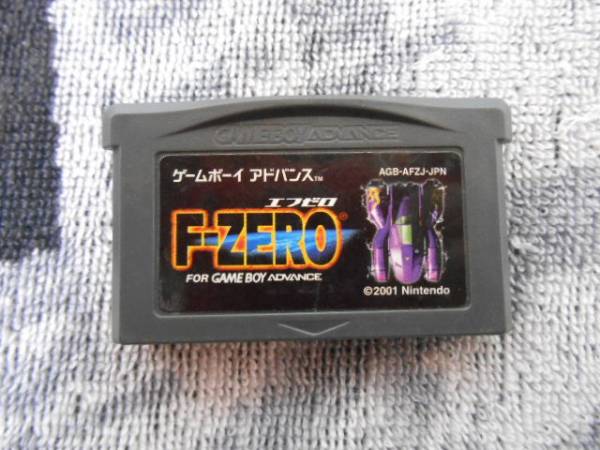 GAME BOY ADVANCE
ゲームボーイ アドバンス™
AGB-AFZJ-JPN
エフゼロ
F-ZERO®
FOR GAME BOY ADVANCE
©2001 Nintendo